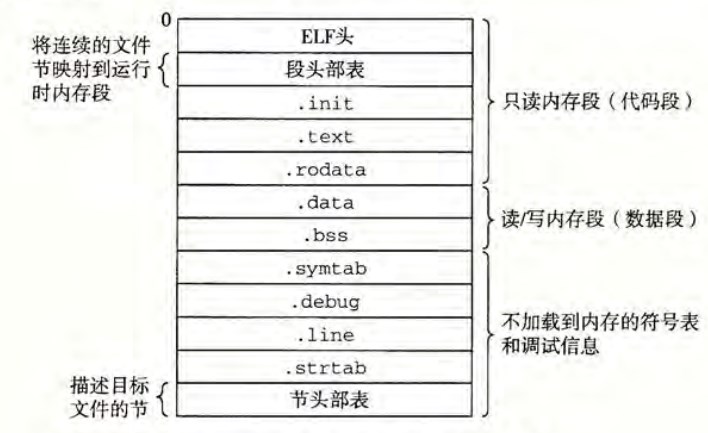 0
将连续的文件
节映射到运行
时内存段
ELF头
段头部表
.init
.text
.rodata
只读内存段（代码段）
.data
.bss
读/写内存段（数据段）
.symtab
.debug
.line
.strtab
不加载到内存的符号表
和调试信息
描述目标
文件的节
节头部表